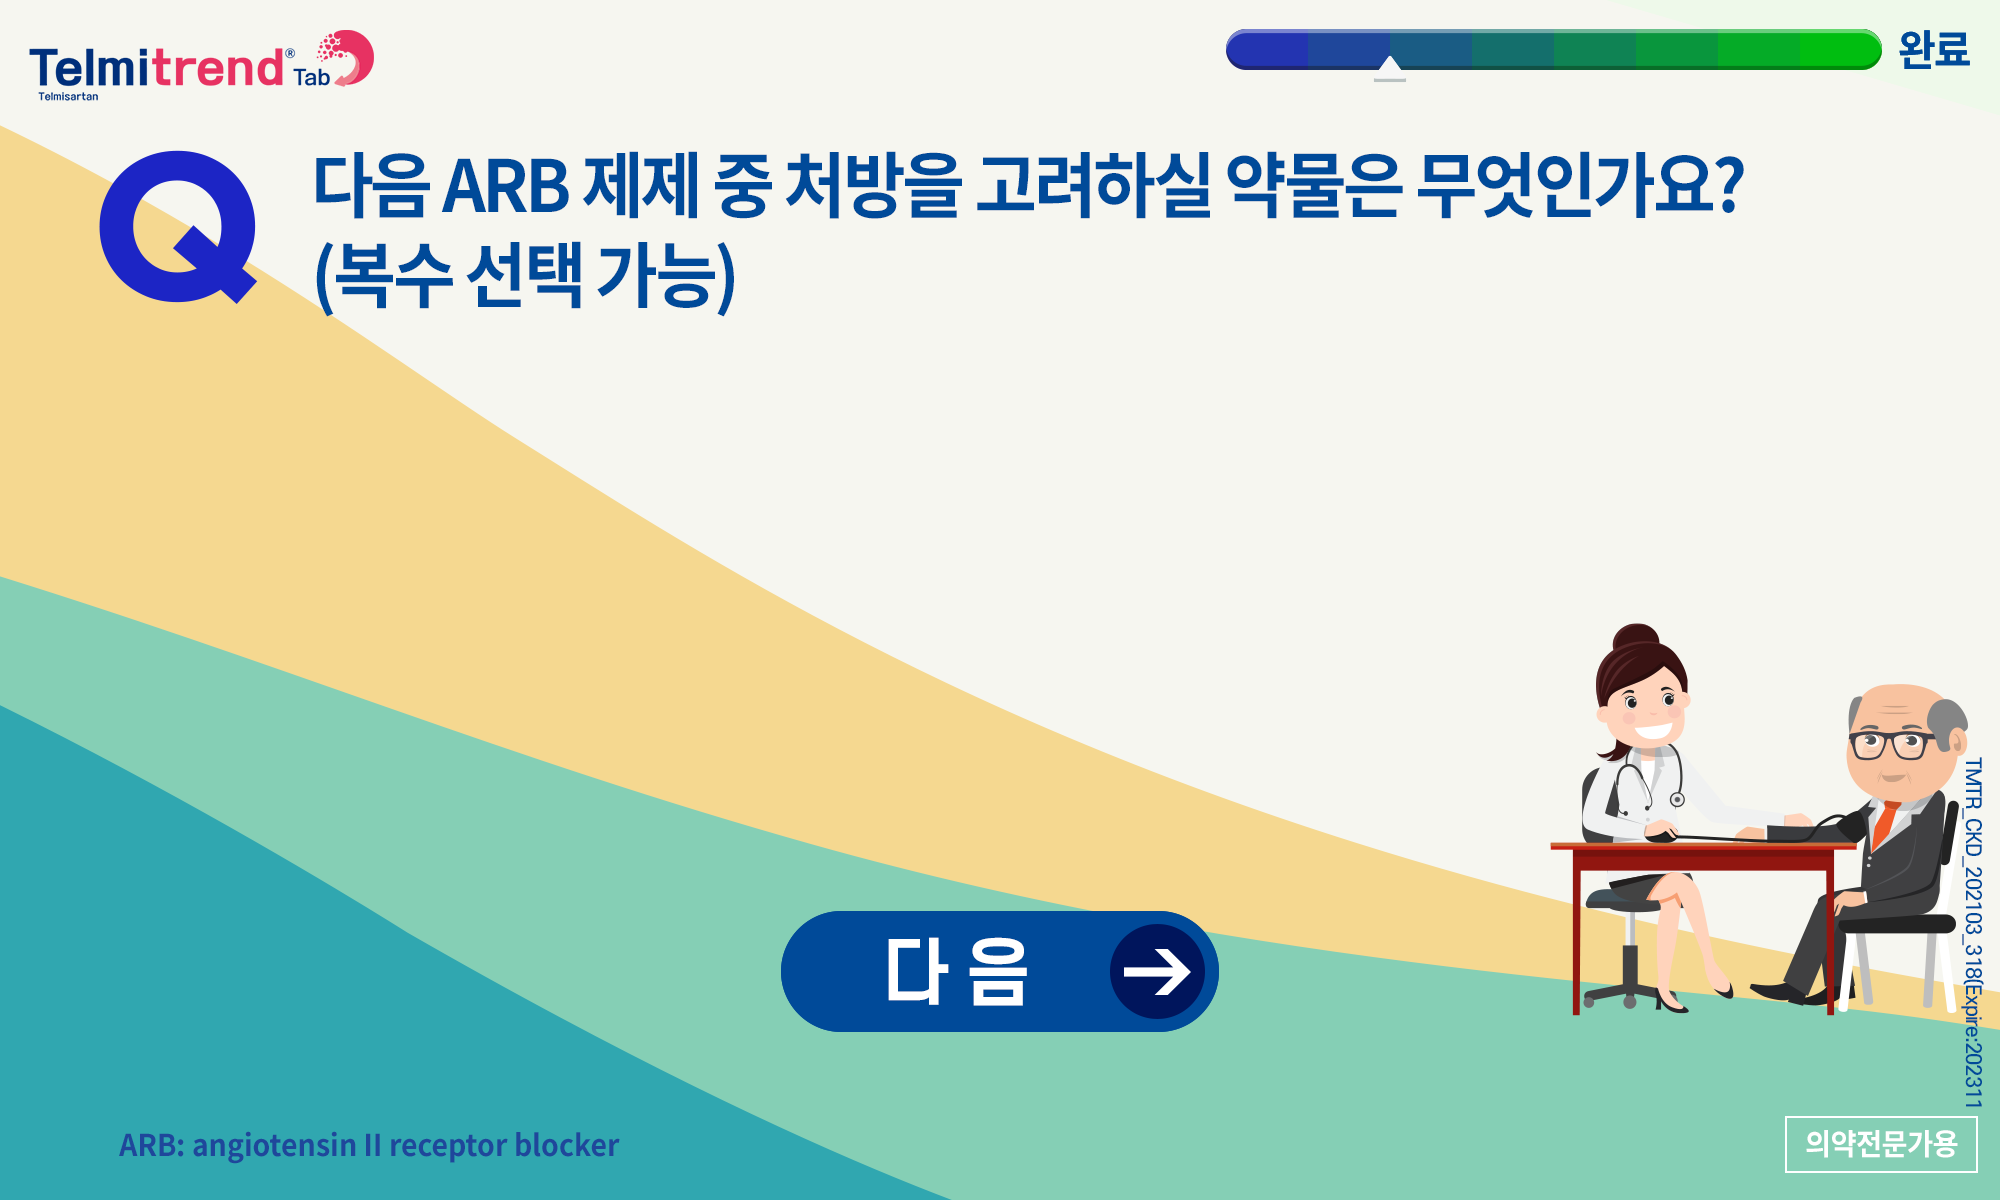 Telmitrend® Tab
Telmisartan
완료
Q
다음 ARB 제제 중 처방을 고려하실 약물은 무엇인가요?
(복수 선택 가능)
다음
TMTR_CKD_202103_318(Expire:202311
ARB: angiotensin II receptor blocker
의약전문가용